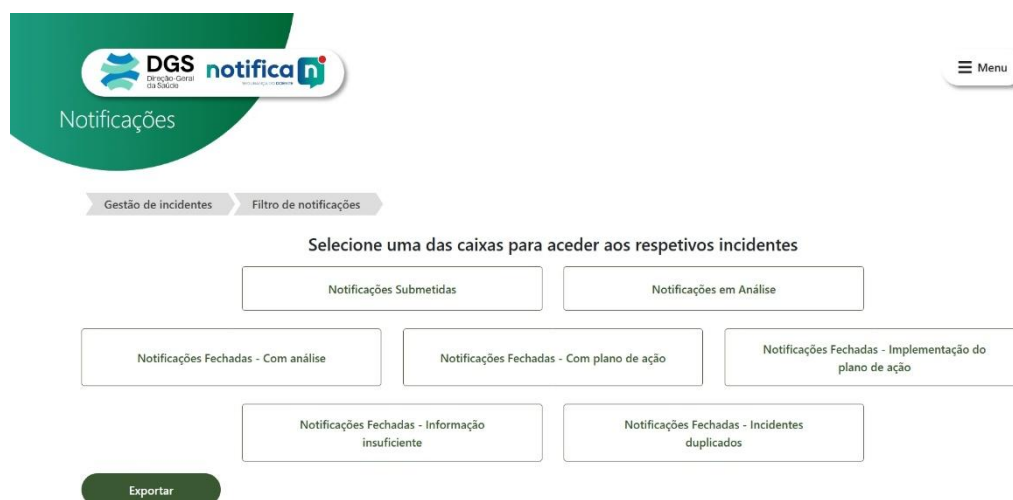 DGS
Direção-Geral
da Saúde
notifica n
Menu
Notificações
Gestão de incidentes
Filtro de notificações
Selecione uma das caixas para aceder aos respetivos incidentes
Notificações Submetidas
Notificações em Análise
Notificações Fechadas - Com análise
Notificações Fechadas - Com plano de ação
Notificações Fechadas - Implementação do
plano de ação
Notificações Fechadas - Informação
insuficiente
Notificações Fechadas - Incidentes
duplicados
Exportar